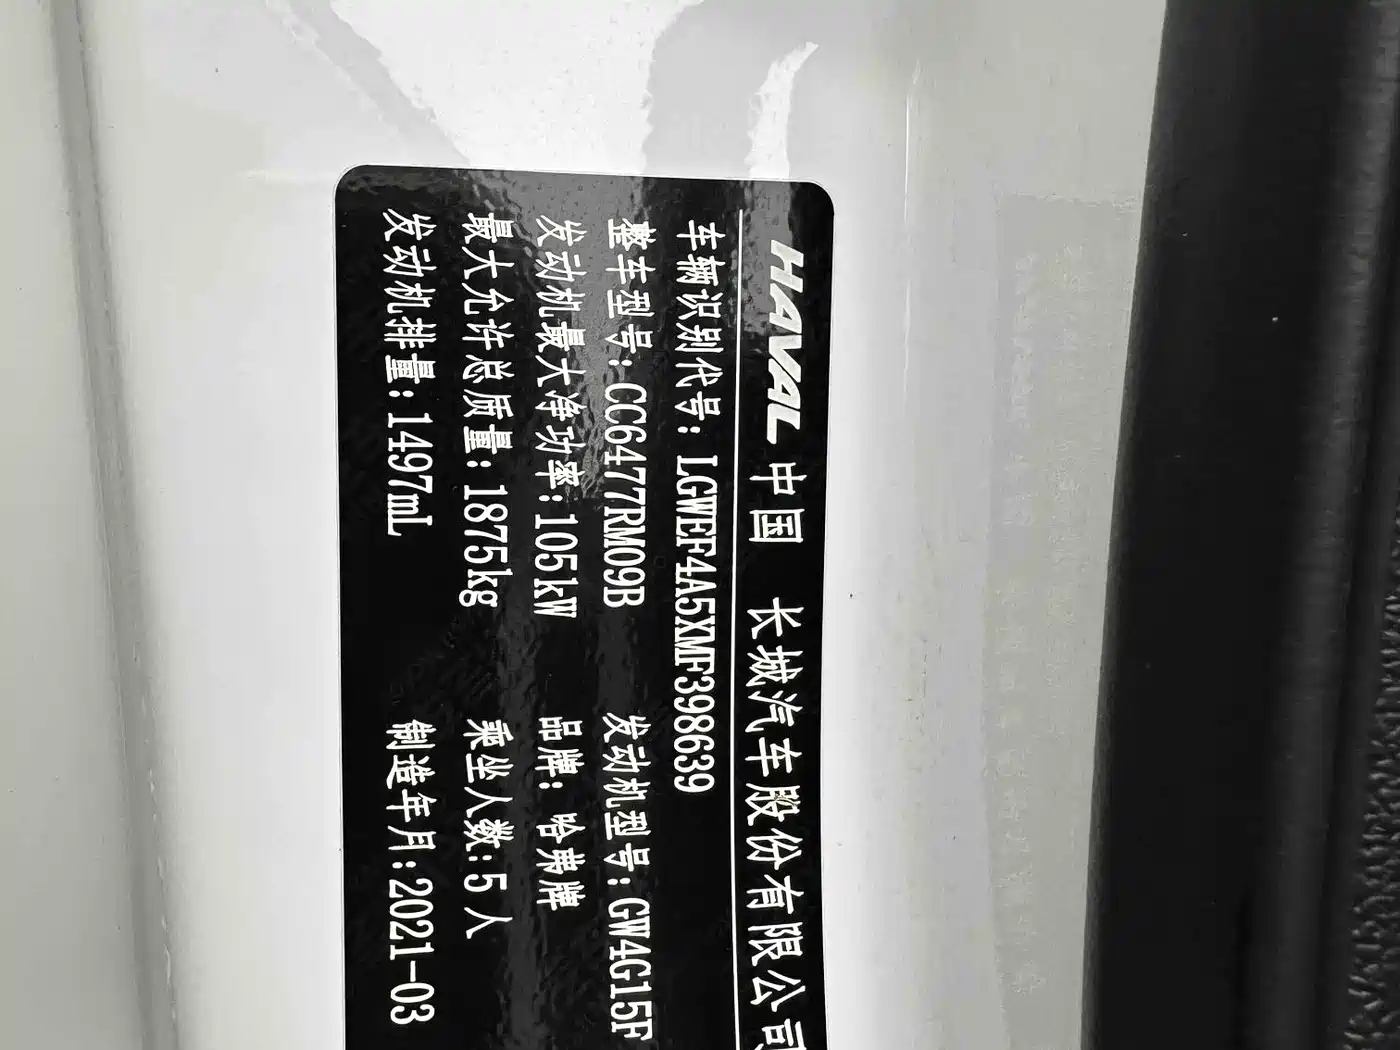 HAVAL 中国 长城汽车股份有限公司
车辆识别代号: LGWEF4A5XMF398639
整车型号:CC6477RM09B 发动机型号:GW4G15F
发动机最大净功率:105kW 品牌: 哈弗牌
最大允许总质量:1875kg 乘坐人数:5人
发动机排量:1497mL 制造年月:2021-03